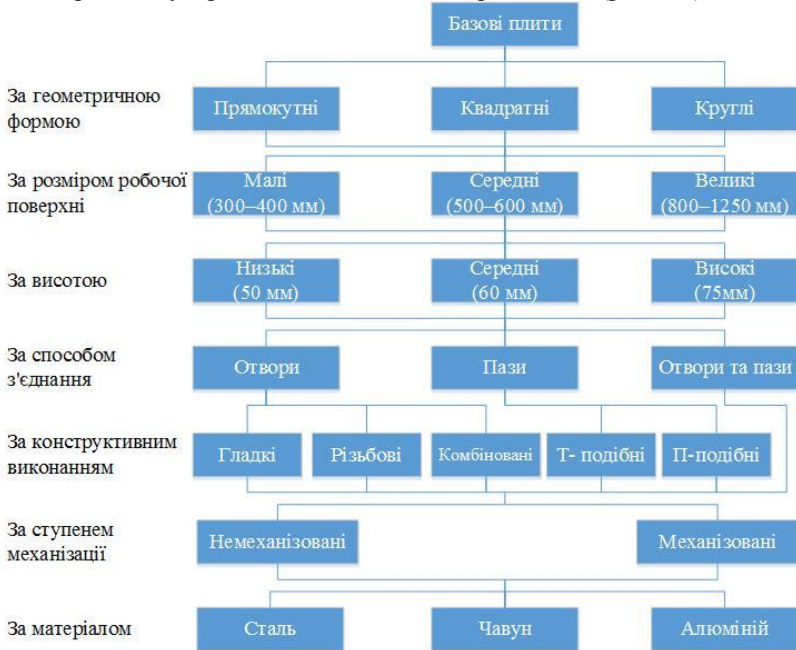 Базові плити
За геометричною
формою
Прямокутні
Квадратні
Круглі
За розміром робочої
поверхні
Малі
(300–400 мм)
Середні
(500–600 мм)
Великі
(800–1250 мм)
За висотою
Низькі
(50 мм)
Середні
(60 мм)
Високі
(75мм)
За способом
з'єднання
Отвори
Пази
Отвори та пази
За конструктивним
виконанням
Гладкі
Різьбові
Комбіновані
Т- подібні
П-подібні
За ступенем
механізації
Немеханізовані
Механізовані
За матеріалом
Сталь
Чавун
Алюміній